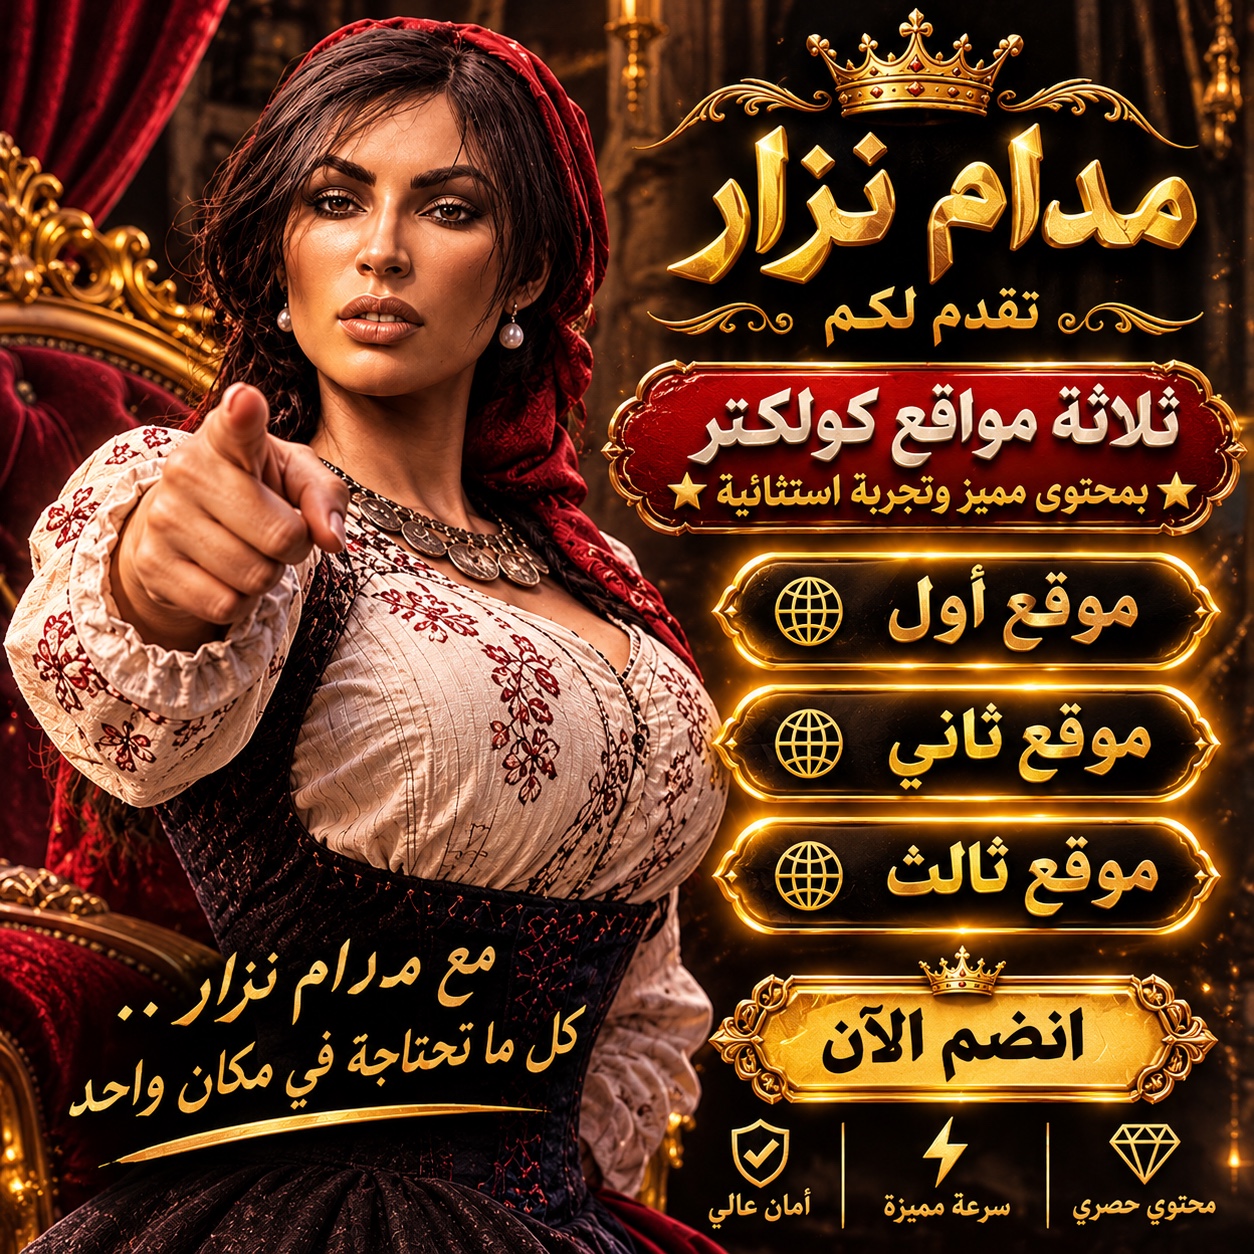 مدام نزار
تقدم لكم
ثلاثة مواقع كولكتر
بمحتوى مميز وتجربة استثائية
موقع أول
موقع ثاني
موقع ثالث
انضم الآن
مع مدام نزار ..
كل ما تحتاجة في مكان واحد
محتوي حصري
سرعة مميزة
أمان عالي